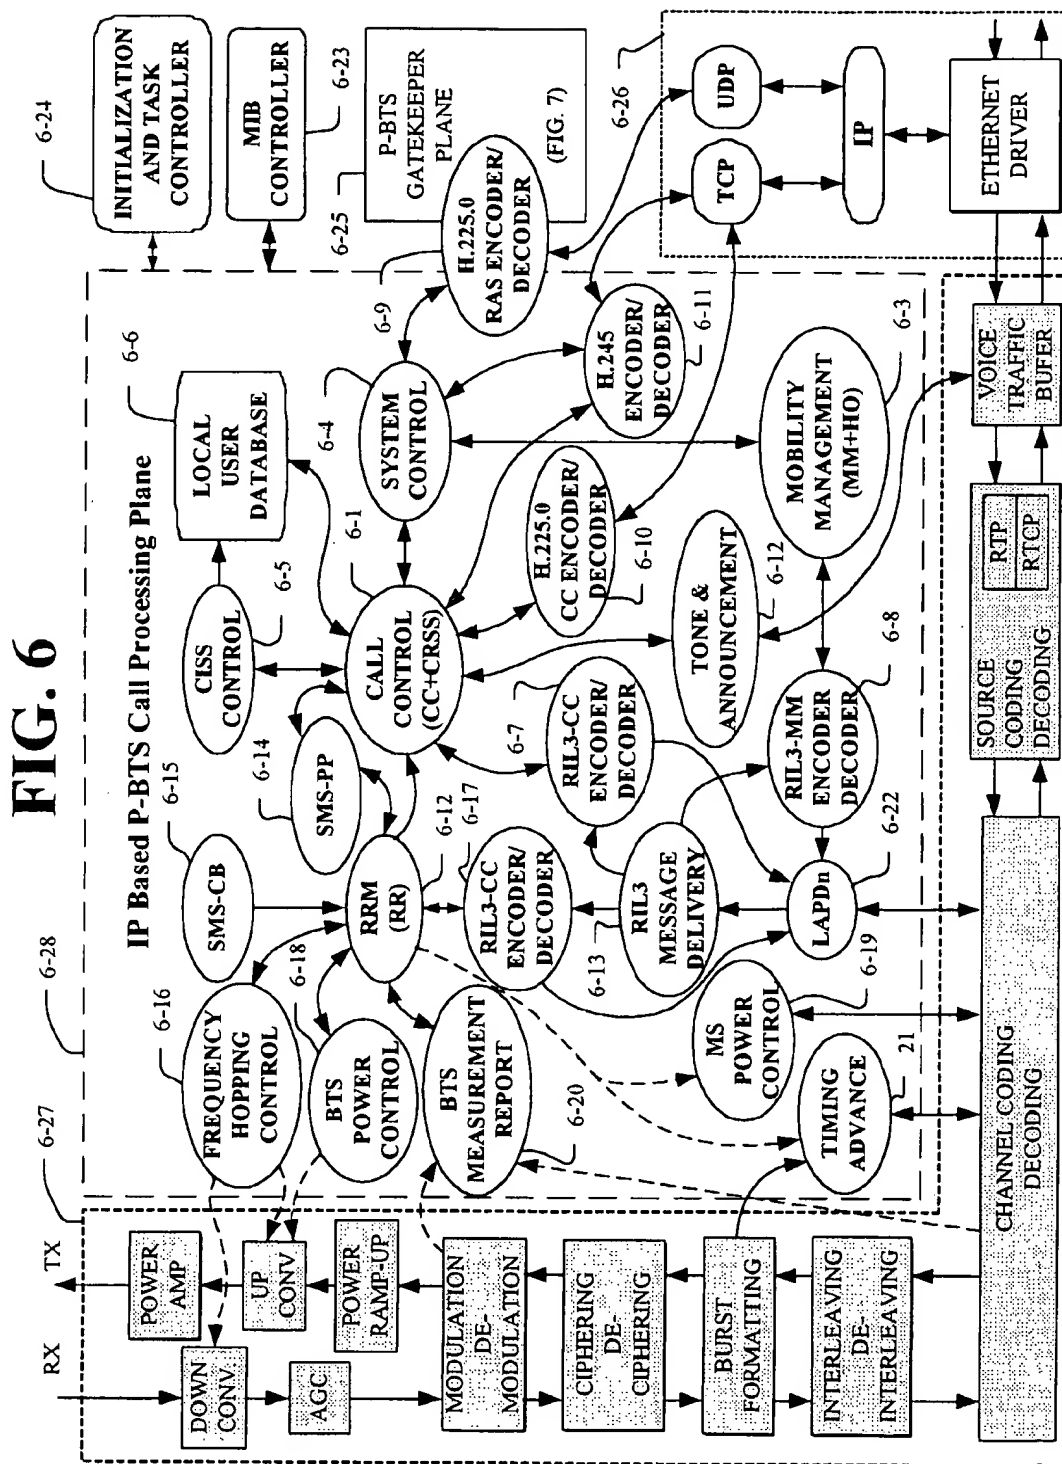 FIG. 6
IP Based P-BTS Call Processing Plane
6-27
6-28
RX
TX
DOWN
CONV.
AGC
POWER
AMP
UP
CONV
POWER
RAMP-UP
MODULATION
DE-
MODULATION
CIPHERING
DE-
CIPHERING
BURST
FORMATTING
INTERLEAVING
DE-
INTERLEAVING
CHANNEL CODING
DECODING
6-16
FREQUENCY
HOPPING
CONTROL
6-18
BTS
POWER
CONTROL
BTS
MEASUREMENT
REPORT
6-20
6-15
SMS-CB
6-14
SMS-PP
RRM
(RR)
6-12
6-17
RIL3-CC
ENCODER/
DECODER
6-13
RIL3
MESSAGE
DELIVERY
MS
POWER
CONTROL
6-19
TIMING
ADVANCE
21
LAPDn
6-22
6-5
CISS
CONTROL
6-6
LOCAL
USER
DATABASE
6-1
CALL
CONTROL
(CC+CRSS)
6-4
SYSTEM
CONTROL
6-7
RIL3-CC
ENCODER/
DECODER
6-8
RIL3-MM
ENCODER
DECODER
TONE &
ANNOUNCEMENT
6-12
H.225.0
CC ENCODER/
DECODER
6-10
H.245
ENCODER/
DECODER
6-11
MOBILITY
MANAGEMENT
(MM+HO)
6-3
6-9
H.225.0
RAS ENCODER/
DECODER
6-24
INITIALIZATION
AND TASK
CONTROLLER
MIB
CONTROLLER
6-23
6-25
P-BTS
GATEKEEPER
PLANE
(FIG. 7)
6-26
TCP
UDP
IP
ETHERNET
DRIVER
VOICE
TRAFFIC
BUFER
SOURCE
CODING
DECODING
RTP
RTCP